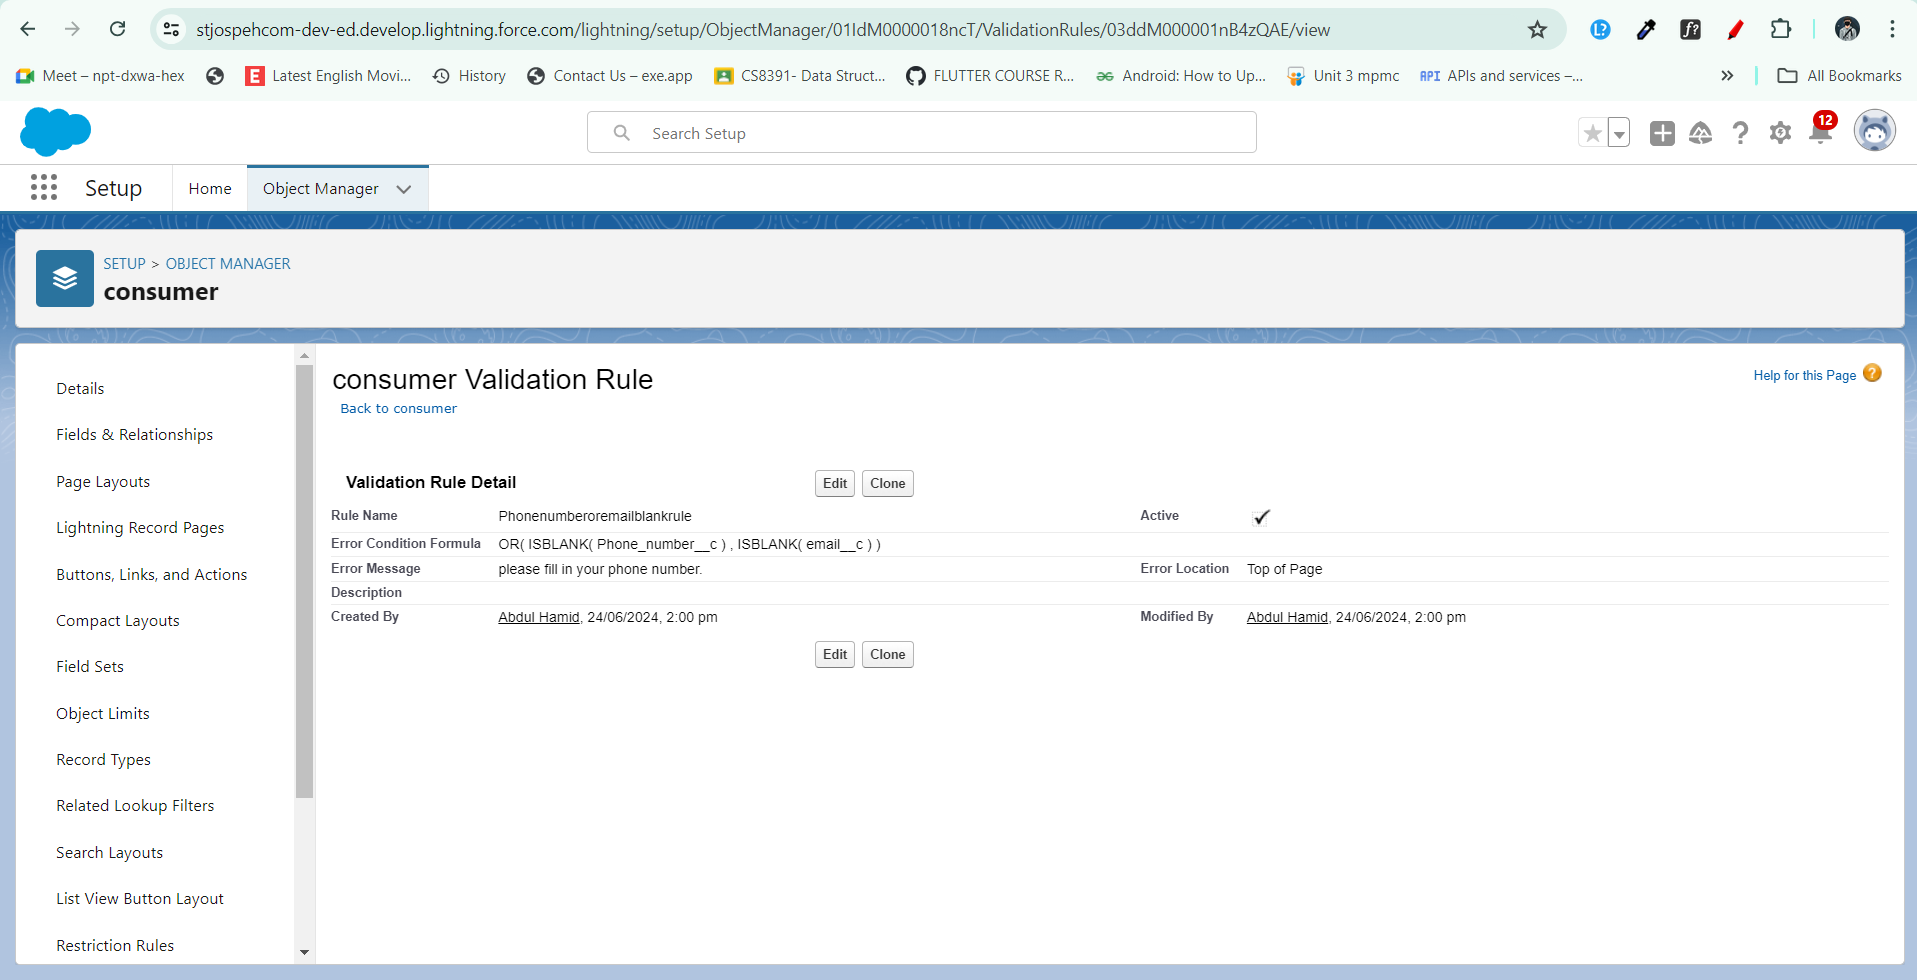 stjospehcom-dev-ed.develop.lightning.force.com/lightning/setup/ObjectManager/01IdM0000018ncT/ValidationRules/03ddM000001nB4zQAE/view
Meet – npt-dxwa-hex
E Latest English Movi...
History
Contact Us – exe.app
CS8391- Data Struct...
FLUTTER COURSE R...
Android: How to Up...
Unit 3 mpmc
API APIs and services –...
»
All Bookmarks
Search Setup
12
Setup
Home
Object Manager
SETUP > OBJECT MANAGER
consumer
Details
Fields & Relationships
Page Layouts
Lightning Record Pages
Buttons, Links, and Actions
Compact Layouts
Field Sets
Object Limits
Record Types
Related Lookup Filters
Search Layouts
List View Button Layout
Restriction Rules
consumer Validation Rule
Help for this Page ?
Back to consumer
Validation Rule Detail
Edit Clone
Rule Name Phonenumberoremailblankrule Active
Error Condition Formula OR( ISBLANK( Phone_number__c ) , ISBLANK( email__c ) )
Error Message please fill in your phone number. Error Location Top of Page
Description
Created By Abdul Hamid, 24/06/2024, 2:00 pm Modified By Abdul Hamid, 24/06/2024, 2:00 pm
Edit Clone